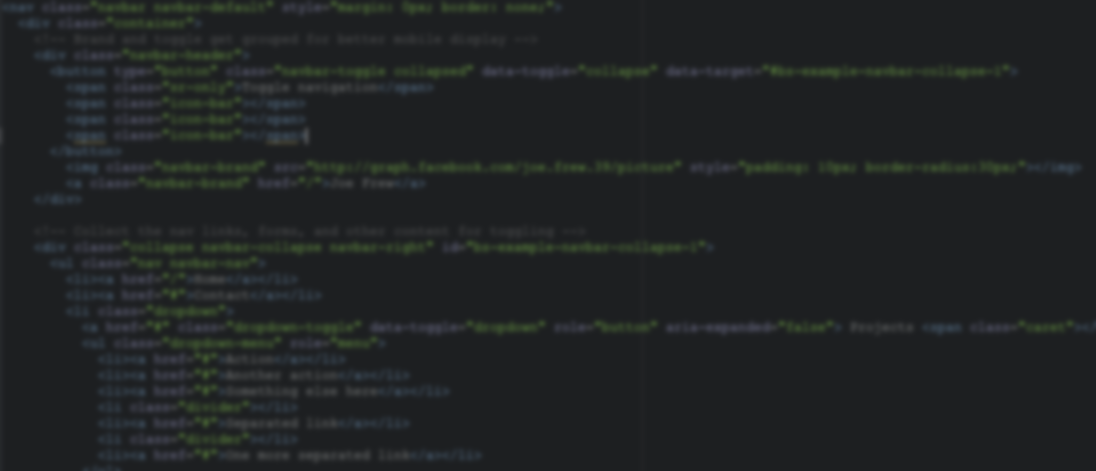 <nav class="navbar navbar-default" style="margin: 0px; border: none;">
<div class="container">
<!-- Brand and toggle get grouped for better mobile display -->
<div class="navbar-header">
<button type="button" class="navbar-toggle collapsed" data-toggle="collapse" data-target="#bs-example-navbar-collapse-1">
<span class="sr-only">Toggle navigation</span>
<span class="icon-bar"></span>
<span class="icon-bar"></span>
<span class="icon-bar"></span>
</button>
<img class="navbar-brand" src="http://graph.facebook.com/joe.frew. /picture" style="padding: 10px; border-radius:30px;"></img>
<a class="navbar-brand" href="/">Joe Frew</a>
</div>
<!-- Collect the nav links, forms, and other content for toggling -->
<div class="collapse navbar-collapse navbar-right" id="bs-example-navbar-collapse-1">
<ul class="nav navbar-nav">
<li><a href="/">Home</a></li>
<li><a href="#">Contact</a></li>
<li class="dropdown">
<a href="#" class="dropdown-toggle" data-toggle="dropdown" role="button" aria-expanded="false"> Projects <span class="caret"></
<ul class="dropdown-menu" role="menu">
<li><a href="#">Action</a></li>
<li><a href="#">Another action</a></li>
<li><a href="#">Something else here</a></li>
<li class="divider"></li>
<li><a href="#">Separated link</a></li>
<li class="divider"></li>
<li><a href="#">One more separated link</a></li>